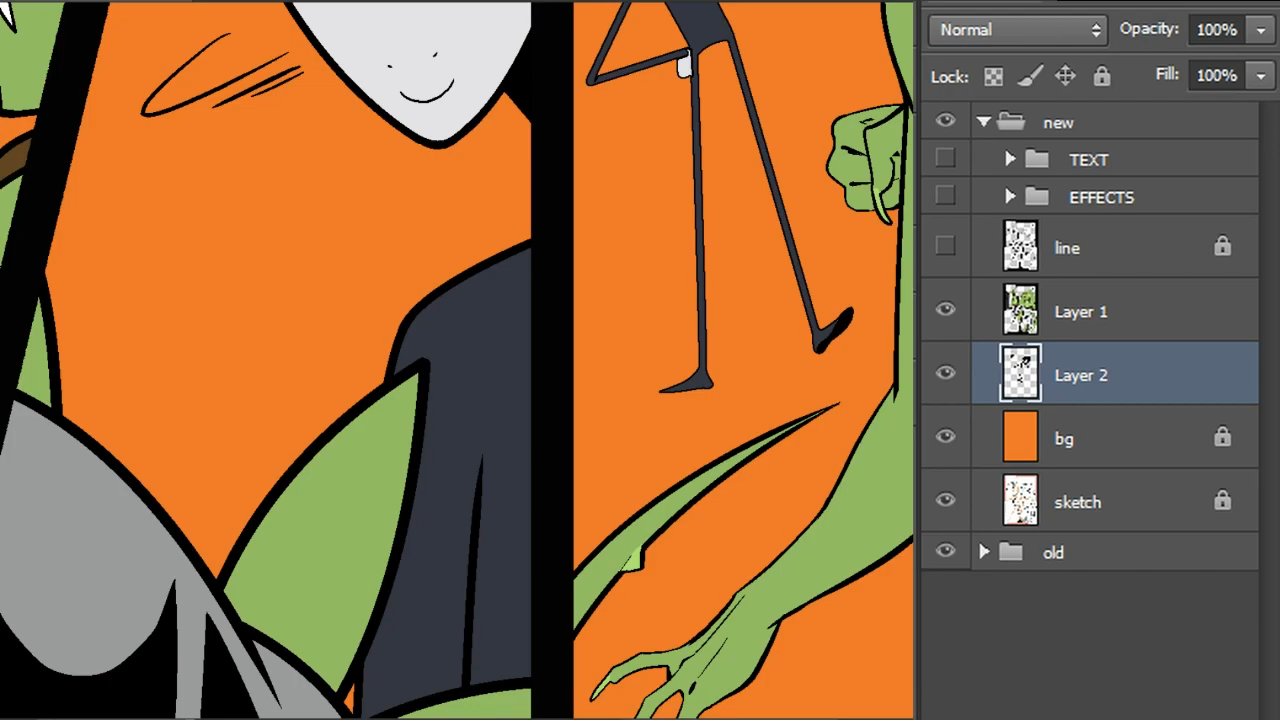 Normal Opacity: 100%
Lock: Fill: 100%
new
TEXT
EFFECTS
line
Layer 1
Layer 2
bg
sketch
old